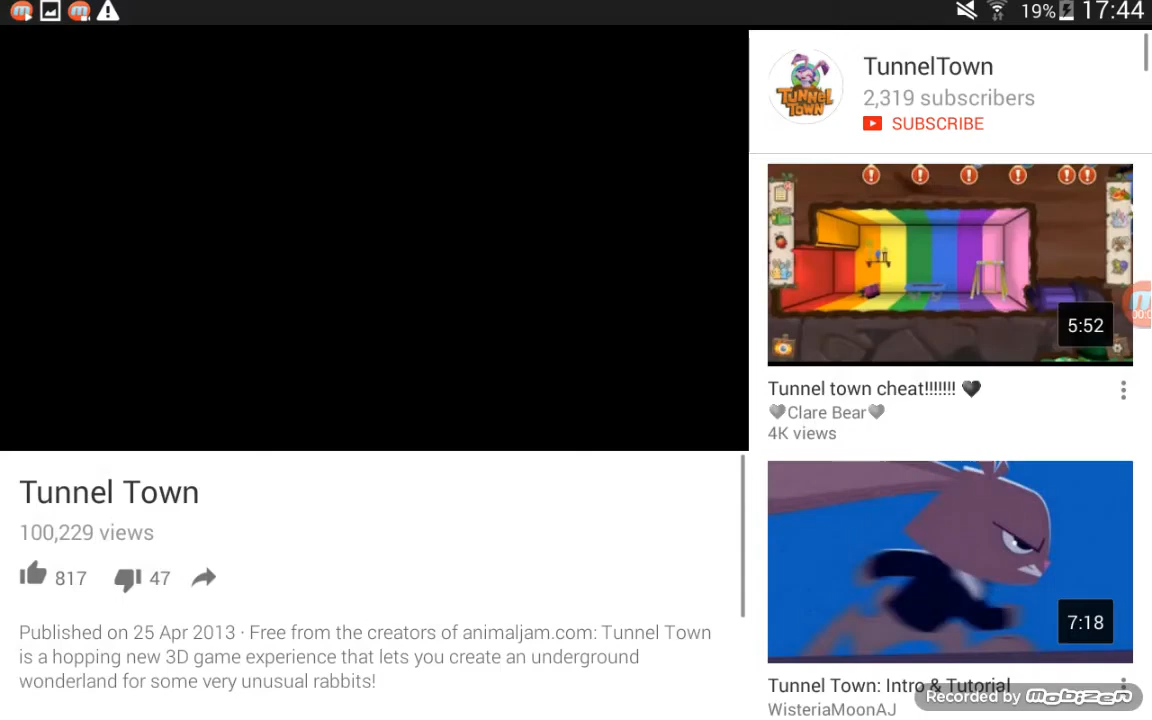 19% 17:44
TunnelTown
2,319 subscribers
SUBSCRIBE
TUNNEL
TOWN
5:52
Tunnel town cheat!!!!!!! 🖤
🖤Clare Bear🖤
4K views
Tunnel Town
100,229 views
817 47
Published on 25 Apr 2013 · Free from the creators of animaljam.com: Tunnel Town
is a hopping new 3D game experience that lets you create an underground
wonderland for some very unusual rabbits!
7:18
Tunnel Town: Intro & Tutorial
WisteriaMoonAJ
Recorded by mobizen